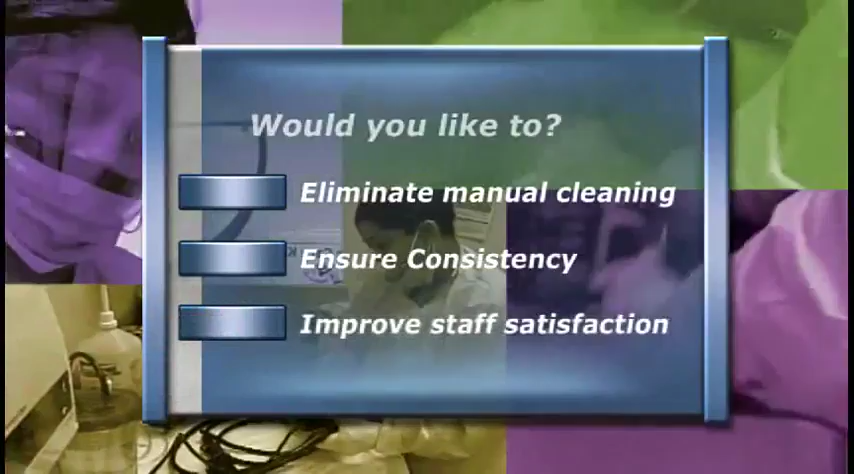 Would you like to?
Eliminate manual cleaning
Ensure Consistency
Improve staff satisfaction